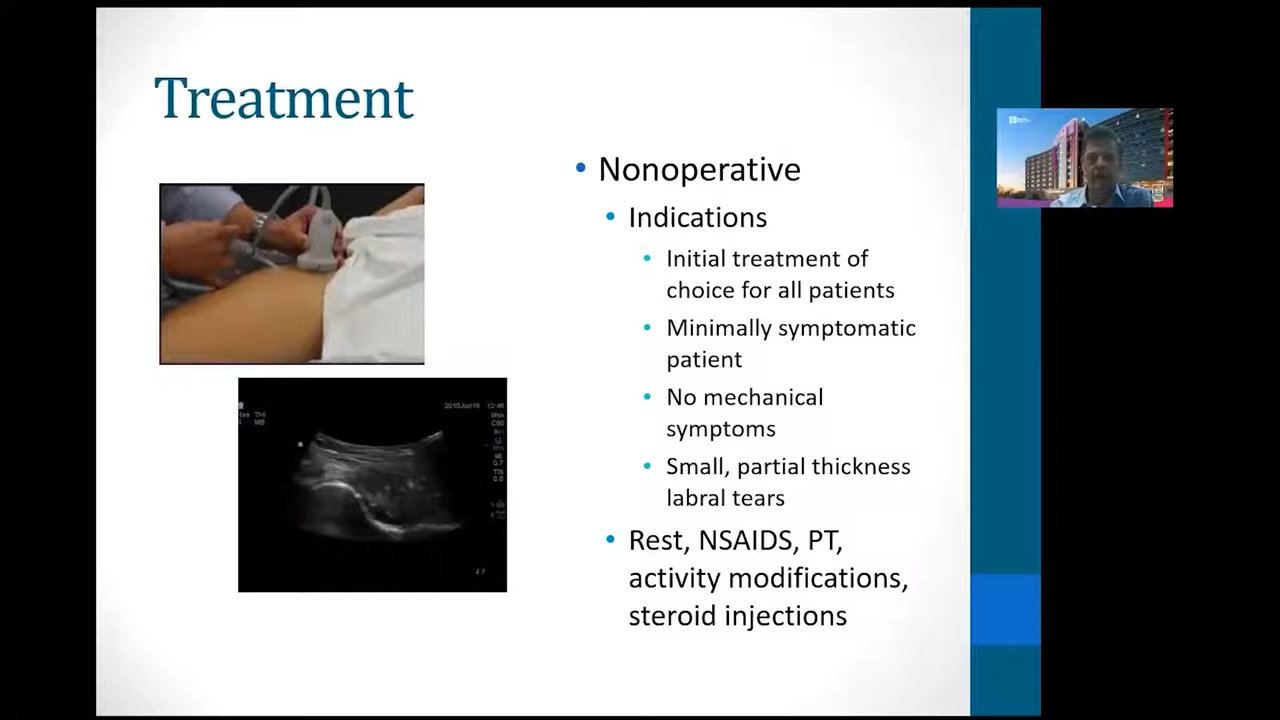 Treatment
• Nonoperative
• Indications
• Initial treatment of
choice for all patients
• Minimally symptomatic
patient
• No mechanical
symptoms
• Small, partial thickness
labral tears
• Rest, NSAIDS, PT,
activity modifications,
steroid injections